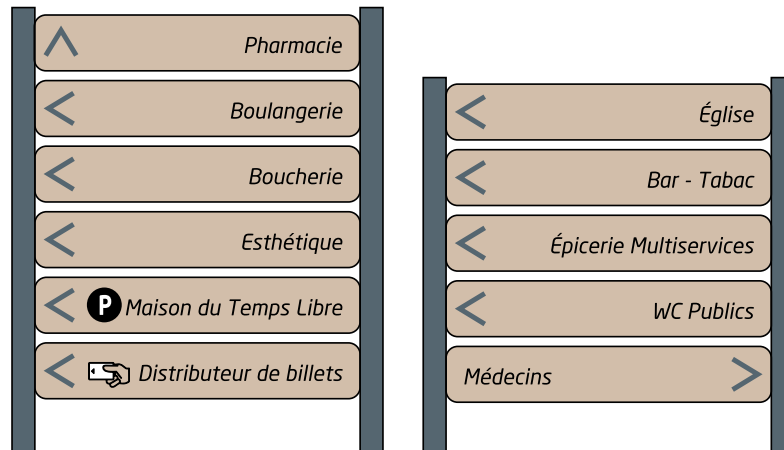 Pharmacie
Boulangerie
Boucherie
Esthétique
P Maison du Temps Libre
Distributeur de billets
Église
Bar - Tabac
Épicerie Multiservices
WC Publics
Médecins